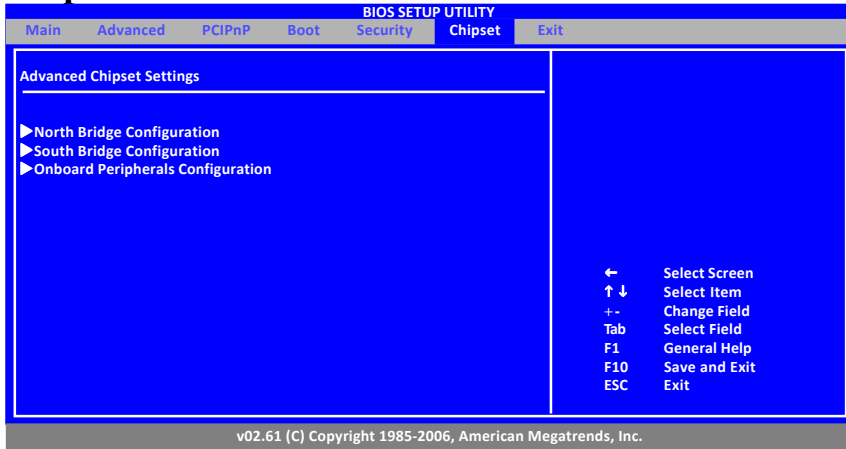 BIOS SETUP UTILITY
Main Advanced PCIPnP Boot Security Chipset Exit
Advanced Chipset Settings
▶North Bridge Configuration
▶South Bridge Configuration
▶Onboard Peripherals Configuration
← Select Screen
↑↓ Select Item
+- Change Field
Tab Select Field
F1 General Help
F10 Save and Exit
ESC Exit
v02.61 (C) Copyright 1985-2006, American Megatrends, Inc.